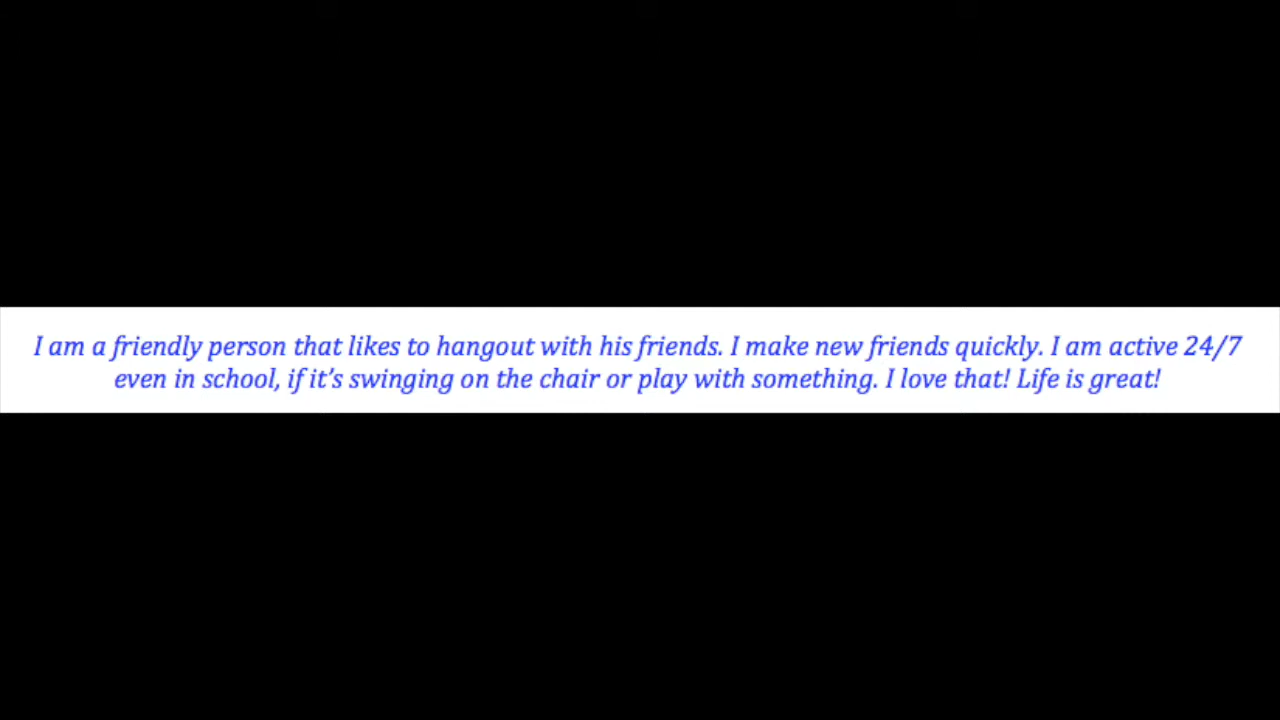 I am a friendly person that likes to hangout with his friends. I make new friends quickly. I am active 24/7
even in school, if it’s swinging on the chair or play with something. I love that! Life is great!